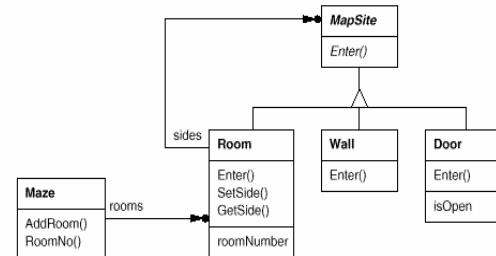 MapSite
Enter()
sides
Room
Enter()
SetSide()
GetSide()
roomNumber
Wall
Enter()
Door
Enter()
isOpen
Maze
AddRoom()
RoomNo()
rooms